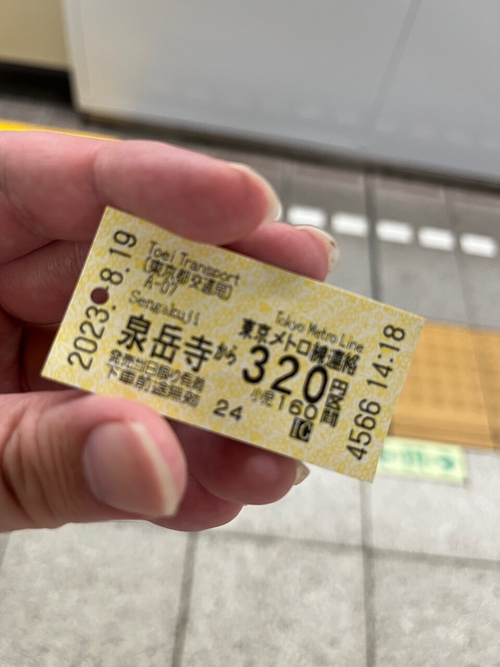 2023.-8.19
Toei Transport
(東京都交通局)
A-07
Sengakuji
泉岳寺から
発売当日限り有効
下車前途無効
24
Tokyo Metro Line
東京メトロ線連絡
320円区間
小児160
IC
4566 14:18